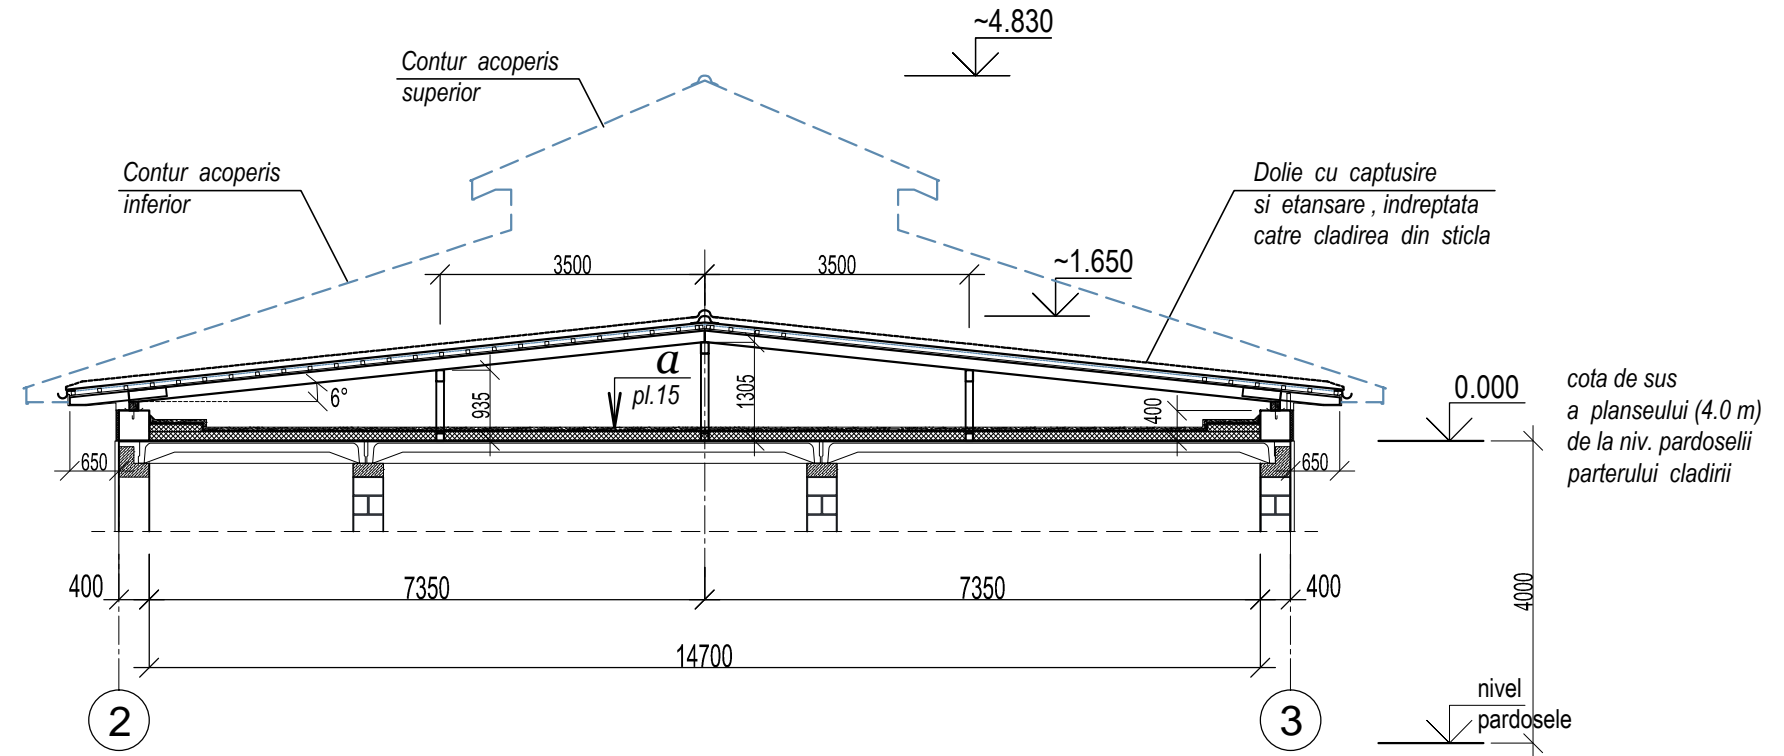 ~4.830
Contur acoperis
superior
Contur acoperis
inferior
Dolie cu captusire
si etansare , indreptata
catre cladirea din sticla
3500
3500
~1.650
a
pl.15
6°
935
1305
400
0.000
cota de sus
a planseului (4.0 m)
de la niv. pardoselii
parterului cladirii
650
650
400
7350
7350
400
4000
14700
2
3
nivel
pardosele